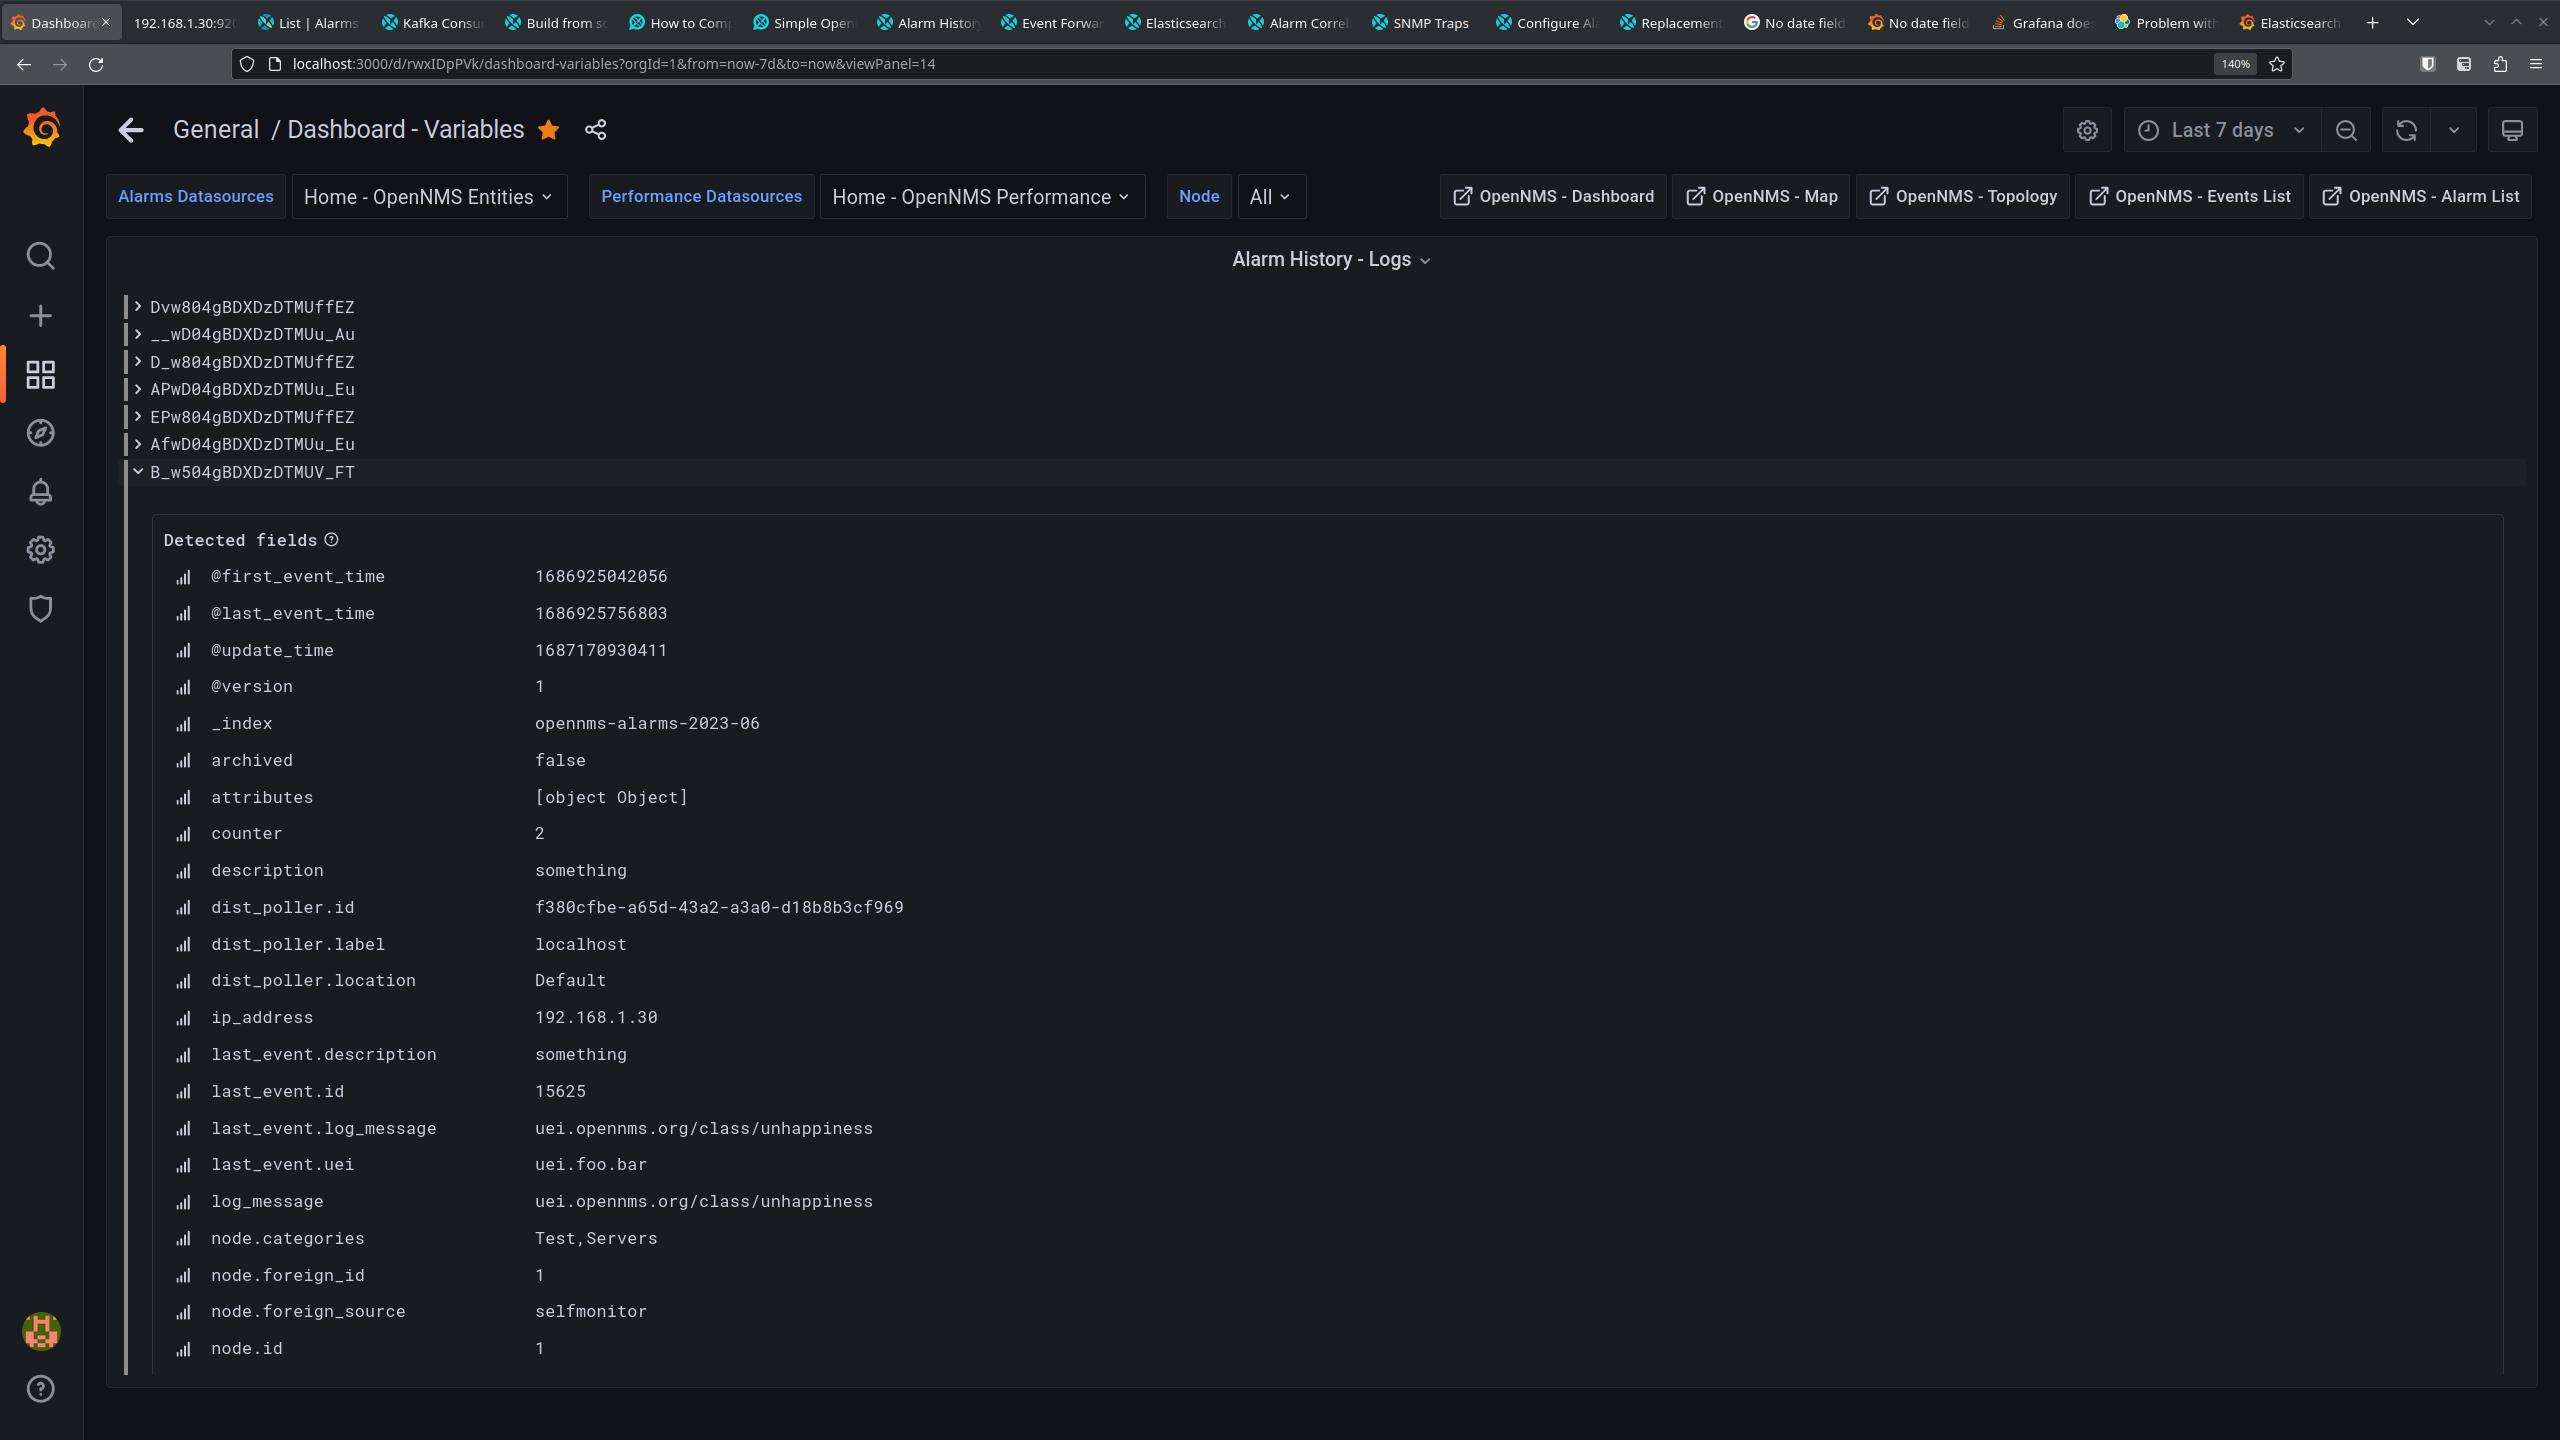 Dashboard 192.168.1.30:920 List | Alarms Kafka Consu Build from so How to Comp Simple Open Alarm Histor Event Forwar Elasticsearch Alarm Correl SNMP Traps Configure Al Replacement No date field No date field Grafana doe Problem with Elasticsearch
localhost:3000/d/rwxIDpPVk/dashboard-variables?orgId=1&from=now-7d&to=now&viewPanel=14 140%
General / Dashboard - Variables Last 7 days
Alarms Datasources Home - OpenNMS Entities Performance Datasources Home - OpenNMS Performance Node All OpenNMS - Dashboard OpenNMS - Map OpenNMS - Topology OpenNMS - Events List OpenNMS - Alarm List
Alarm History - Logs
Dvw804gBDXDzDTMUffEZ
__wD04gBDXDzDTMUu_Au
D_w804gBDXDzDTMUffEZ
APwD04gBDXDzDTMUu_Eu
EPw804gBDXDzDTMUffEZ
AfwD04gBDXDzDTMUu_Eu
B_w504gBDXDzDTMUV_FT
Detected fields
@first_event_time 1686925042056
@last_event_time 1686925756803
@update_time 1687170930411
@version 1
_index opennms-alarms-2023-06
archived false
attributes [object Object]
counter 2
description something
dist_poller.id f380cfbe-a65d-43a2-a3a0-d18b8b3cf969
dist_poller.label localhost
dist_poller.location Default
ip_address 192.168.1.30
last_event.description something
last_event.id 15625
last_event.log_message uei.opennms.org/class/unhappiness
last_event.uei uei.foo.bar
log_message uei.opennms.org/class/unhappiness
node.categories Test,Servers
node.foreign_id 1
node.foreign_source selfmonitor
node.id 1